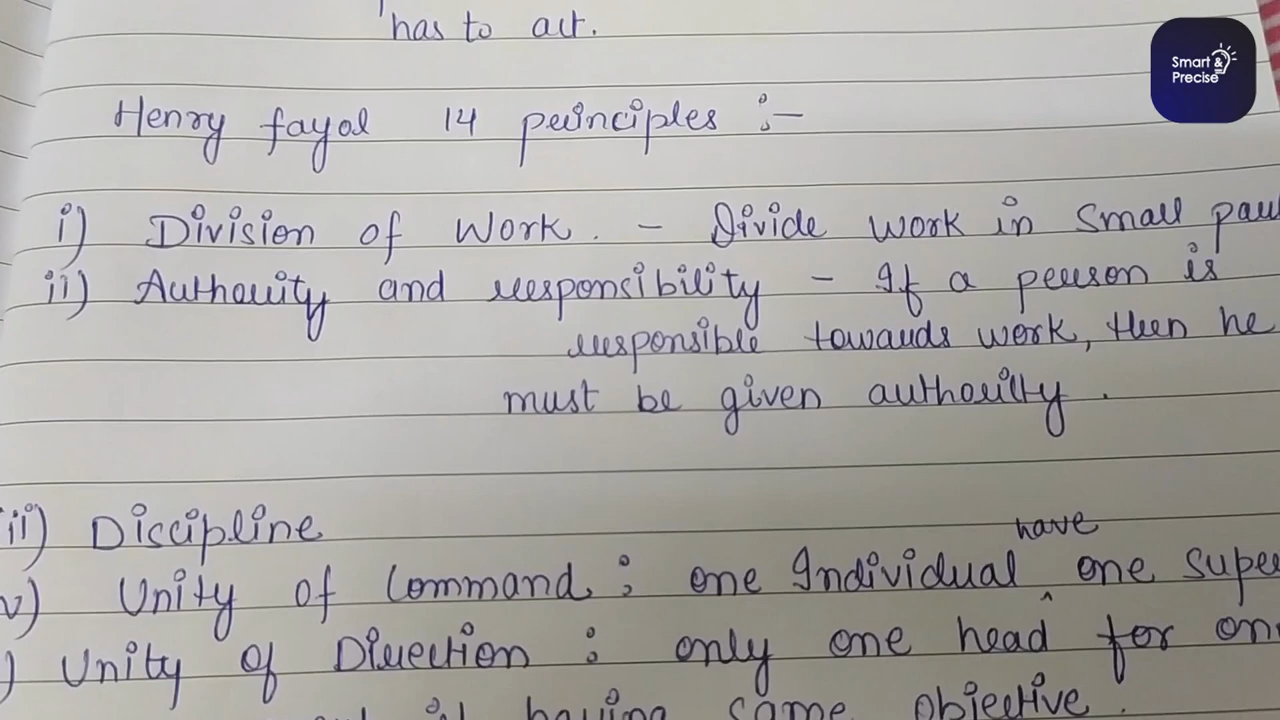 has to act.
Smart &
Precise
Henry fayol 14 principles :-
i) Division of Work. - Divide work in small
ii) Authority and responsibility - If a person is
responsible towards work, then he
must be given authority.
ii) Discipline
have
v) Unity of Command : one Individual ^ one
) Unity of Direction : only one head for
having same objective.